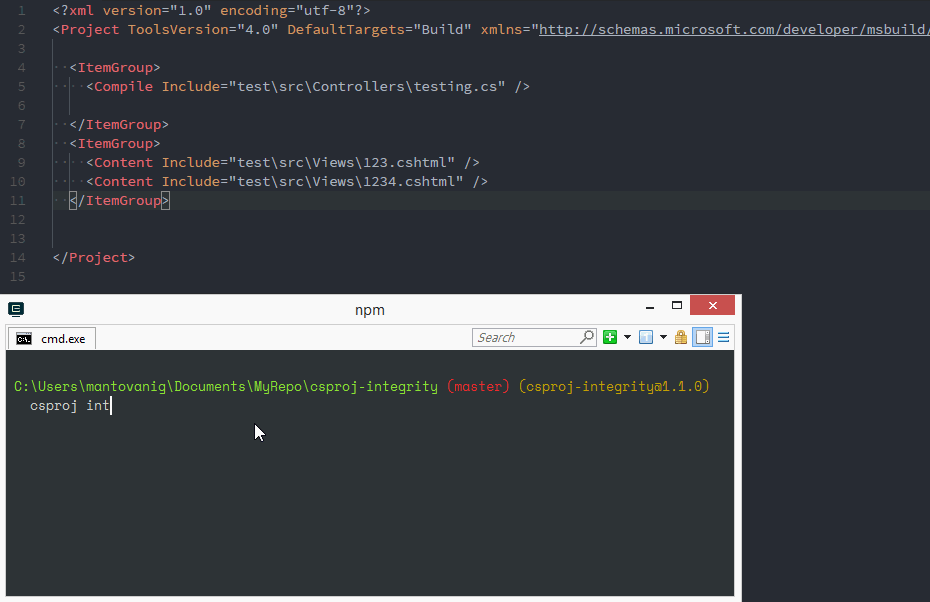 1 <?xml version="1.0" encoding="utf-8"?>
2 <Project ToolsVersion="4.0" DefaultTargets="Build" xmlns="http://schemas.microsoft.com/developer/msbuild/
3
4 <ItemGroup>
5 <Compile Include="test\src\Controllers\testing.cs" />
6
7 </ItemGroup>
8 <ItemGroup>
9 <Content Include="test\src\Views\123.cshtml" />
10 <Content Include="test\src\Views\1234.cshtml" />
11 </ItemGroup>
12
13
14 </Project>
15
npm
cmd.exe
Search
C:\Users\mantovanig\Documents\MyRepo\csproj-integrity (master) (csproj-integrity@1.1.0)
csproj int